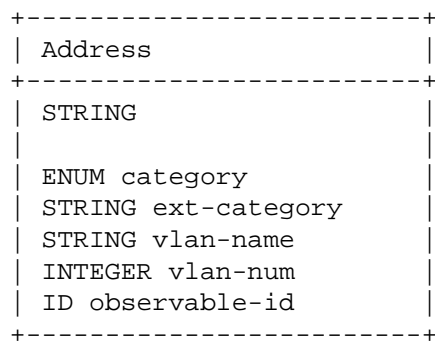 +-------------------------+
| Address                 |
+-------------------------+
| STRING                  |
|                         |
| ENUM category           |
| STRING ext-category     |
| STRING vlan-name        |
| INTEGER vlan-num        |
| ID observable-id        |
+-------------------------+